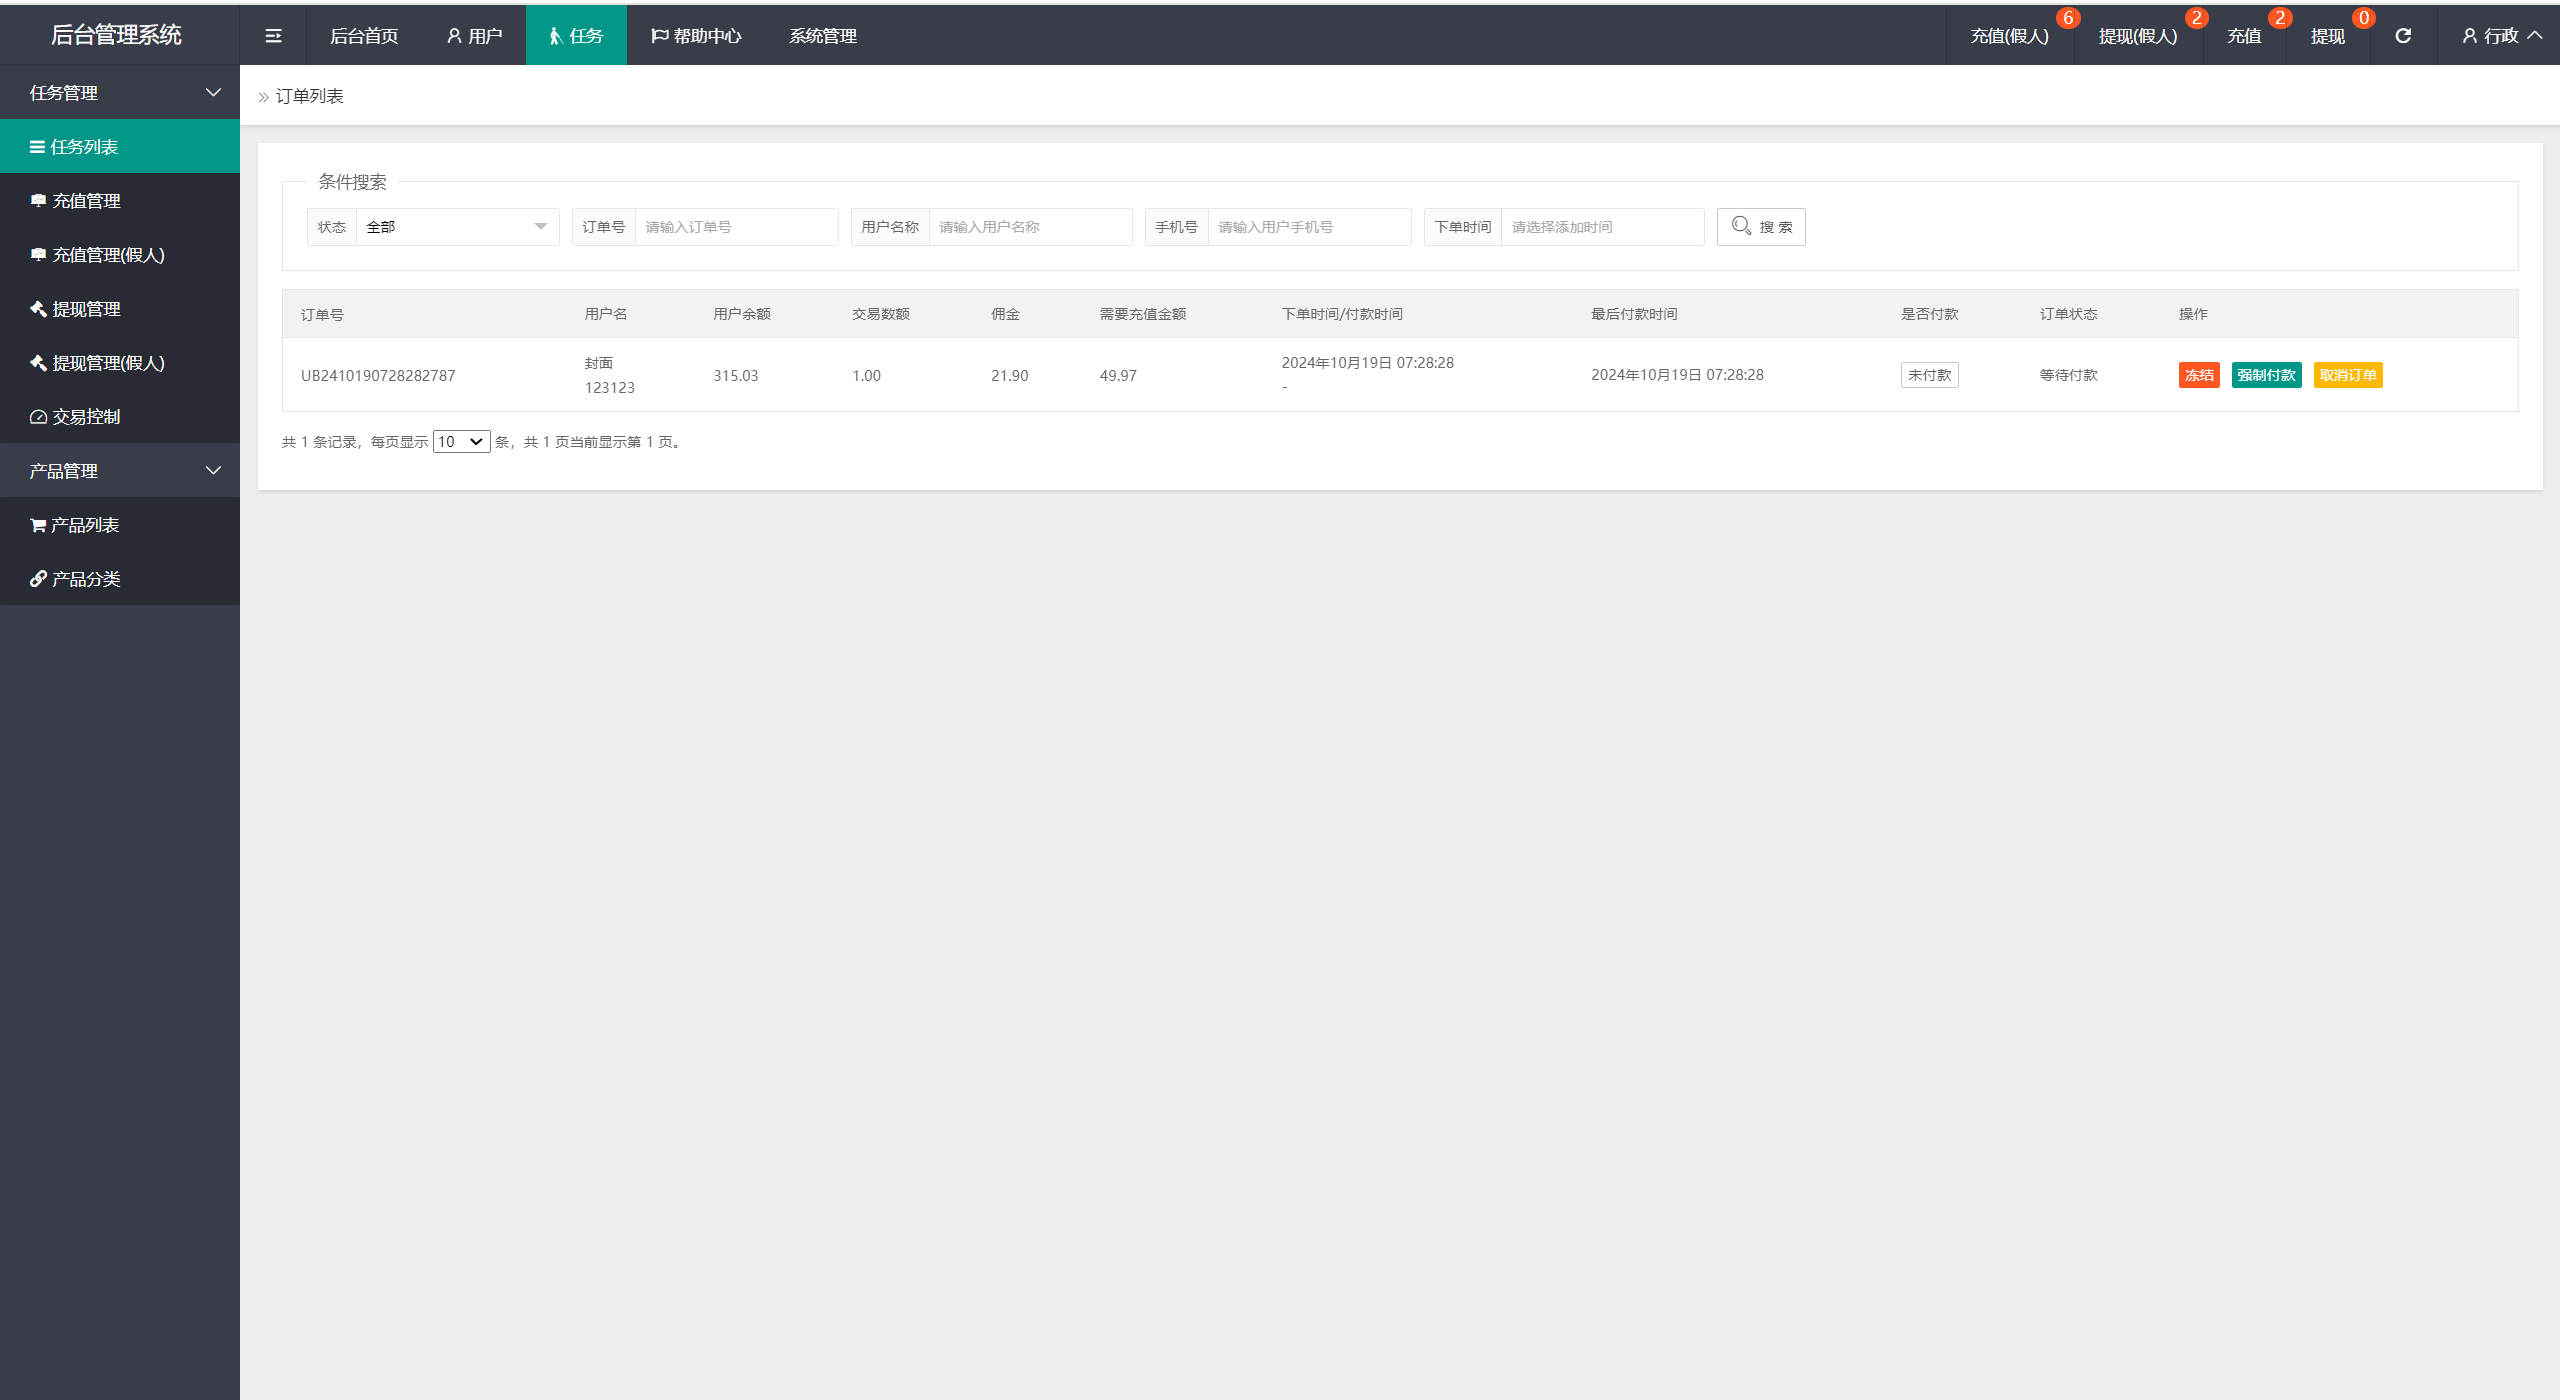 后台管理系统
后台首页
用户
任务
帮助中心
系统管理
充值(假人) 6
提现(假人) 2
充值 2
提现 0
行政
任务管理
任务列表
充值管理
充值管理(假人)
提现管理
提现管理(假人)
交易控制
产品管理
产品列表
产品分类
» 订单列表
条件搜索
状态 全部 订单号 请输入订单号 用户名称 请输入用户名称 手机号 请输入用户手机号 下单时间 请选择添加时间 搜 索
订单号 用户名 用户余额 交易数额 佣金 需要充值金额 下单时间/付款时间 最后付款时间 是否付款 订单状态 操作
UB2410190728282787 封面 315.03 1.00 21.90 49.97 2024年10月19日 07:28:28 2024年10月19日 07:28:28 未付款 等待付款 冻结 强制付款 取消订单
123123 -
共 1 条记录，每页显示 10 条，共 1 页当前显示第 1 页。